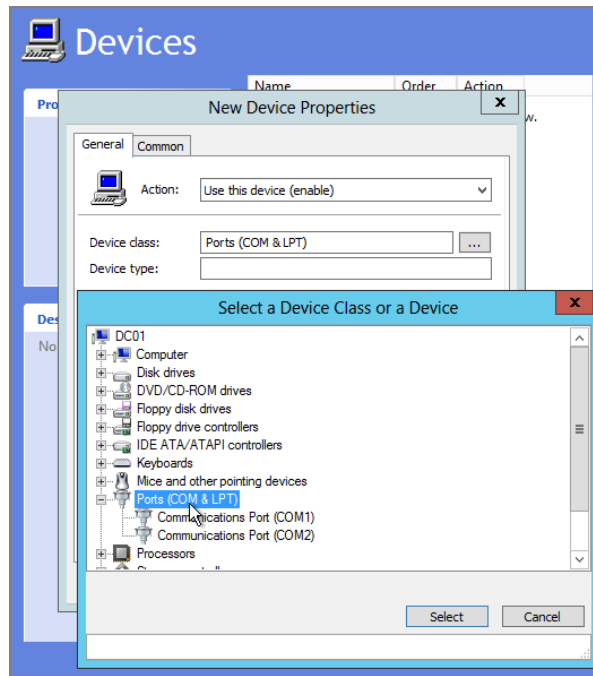 Devices
Name Order Action
Pro
w.
New Device Properties
x
General Common
Action: Use this device (enable)
Device class: Ports (COM & LPT) ...
Device type:
Des
No
Select a Device Class or a Device
x
DC01
Computer
Disk drives
DVD/CD-ROM drives
Floppy disk drives
Floppy drive controllers
IDE ATA/ATAPI controllers
Keyboards
Mice and other pointing devices
Ports (COM & LPT)
Communications Port (COM1)
Communications Port (COM2)
Processors
Select Cancel